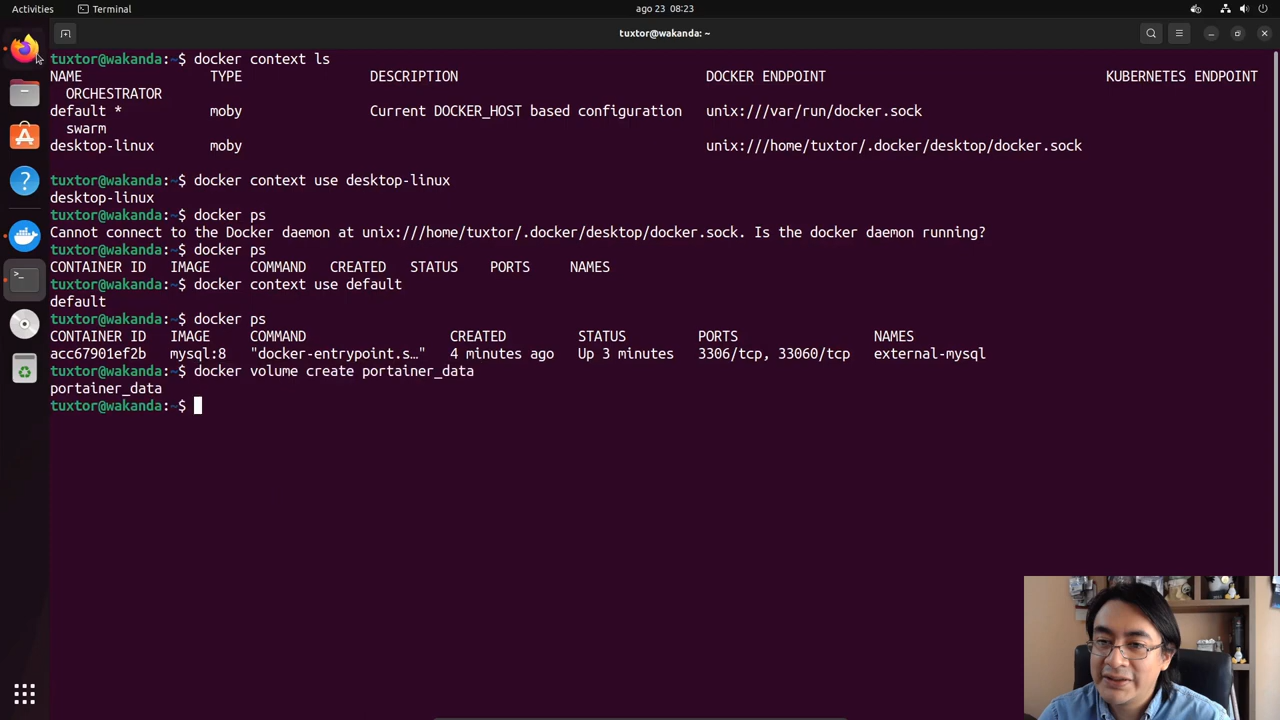 Activities Terminal ago 23 08:23
tuxtor@wakanda: ~
tuxtor@wakanda:~$ docker context ls
NAME TYPE DESCRIPTION DOCKER ENDPOINT KUBERNETES ENDPOINT
ORCHESTRATOR
default * moby Current DOCKER_HOST based configuration unix:///var/run/docker.sock
swarm
desktop-linux moby unix:///home/tuxtor/.docker/desktop/docker.sock
tuxtor@wakanda:~$ docker context use desktop-linux
desktop-linux
tuxtor@wakanda:~$ docker ps
Cannot connect to the Docker daemon at unix:///home/tuxtor/.docker/desktop/docker.sock. Is the docker daemon running?
tuxtor@wakanda:~$ docker ps
CONTAINER ID IMAGE COMMAND CREATED STATUS PORTS NAMES
tuxtor@wakanda:~$ docker context use default
default
tuxtor@wakanda:~$ docker ps
CONTAINER ID IMAGE COMMAND CREATED STATUS PORTS NAMES
acc67901ef2b mysql:8 "docker-entrypoint.s…" 4 minutes ago Up 3 minutes 3306/tcp, 33060/tcp external-mysql
tuxtor@wakanda:~$ docker volume create portainer_data
portainer_data
tuxtor@wakanda:~$